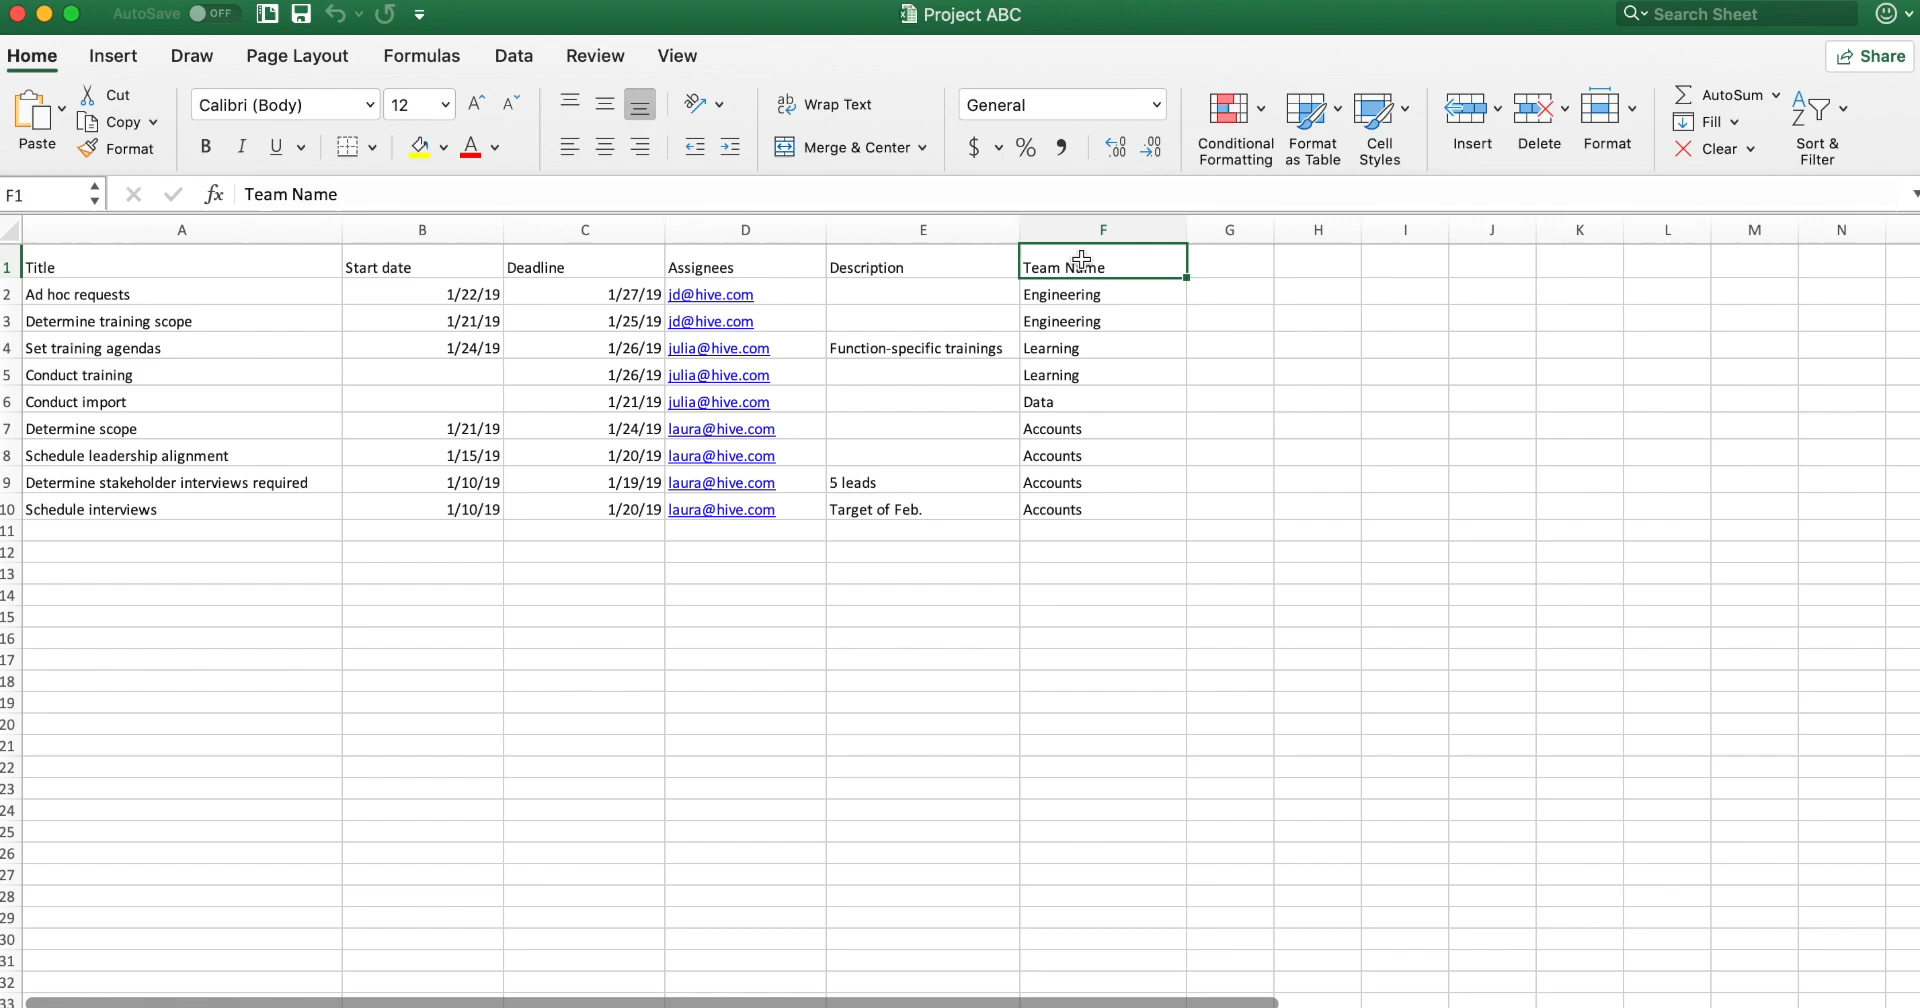 AutoSave OFF Project ABC Search Sheet
Home Insert Draw Page Layout Formulas Data Review View Share
Paste Cut Copy Format
Calibri (Body) 12 A A
B I U A
ab Wrap Text
Merge & Center
General
$ % 9 .00 .00
Conditional Formatting
Format as Table
Cell Styles
Insert Delete Format
AutoSum
Fill
Clear
Sort & Filter
F1 fx Team Name
A B C D E F G H I J K L M N
1 Title Start date Deadline Assignees Description Team Name
2 Ad hoc requests 1/22/19 1/27/19 jd@hive.com Engineering
3 Determine training scope 1/21/19 1/25/19 jd@hive.com Engineering
4 Set training agendas 1/24/19 1/26/19 julia@hive.com Function-specific trainings Learning
5 Conduct training 1/26/19 julia@hive.com Learning
6 Conduct import 1/21/19 julia@hive.com Data
7 Determine scope 1/21/19 1/24/19 laura@hive.com Accounts
8 Schedule leadership alignment 1/15/19 1/20/19 laura@hive.com Accounts
9 Determine stakeholder interviews required 1/10/19 1/19/19 laura@hive.com 5 leads Accounts
10 Schedule interviews 1/10/19 1/20/19 laura@hive.com Target of Feb. Accounts
11
12
13
14
15
16
17
18
19
20
21
22
23
24
25
26
27
28
29
30
31
32
33